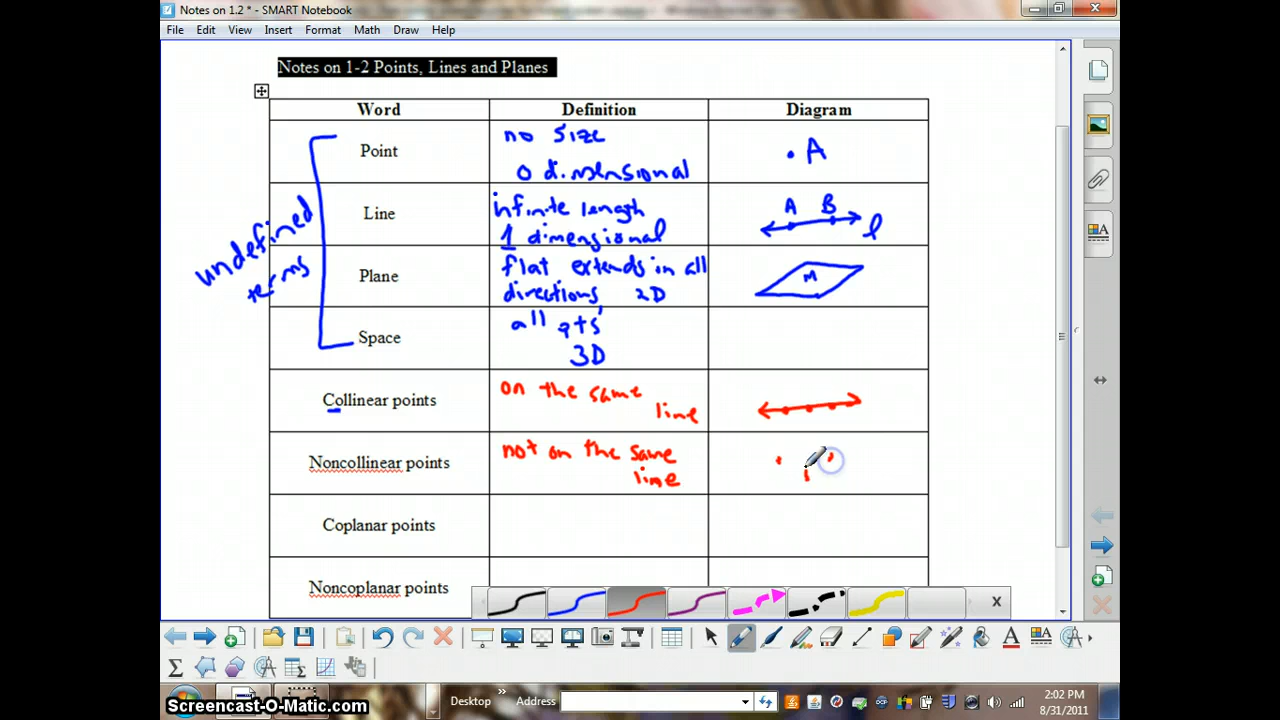 Notes on 1.2 * - SMART Notebook
File Edit View Insert Format Math Draw Help
Notes on 1-2 Points, Lines and Planes
Word Definition Diagram
Point
no size
0 dimensional
A
Line
infinite length
1 dimensional
A B
l
Plane
flat extends in all
directions, 2D
M
Space
all pts
3D
undefined
terms
Collinear points
on the same
line
Noncollinear points
not on the same
line
Coplanar points
Noncoplanar points
x
A
Desktop
»
Address
2:02 PM
8/31/2011
Screencast-O-Matic.com